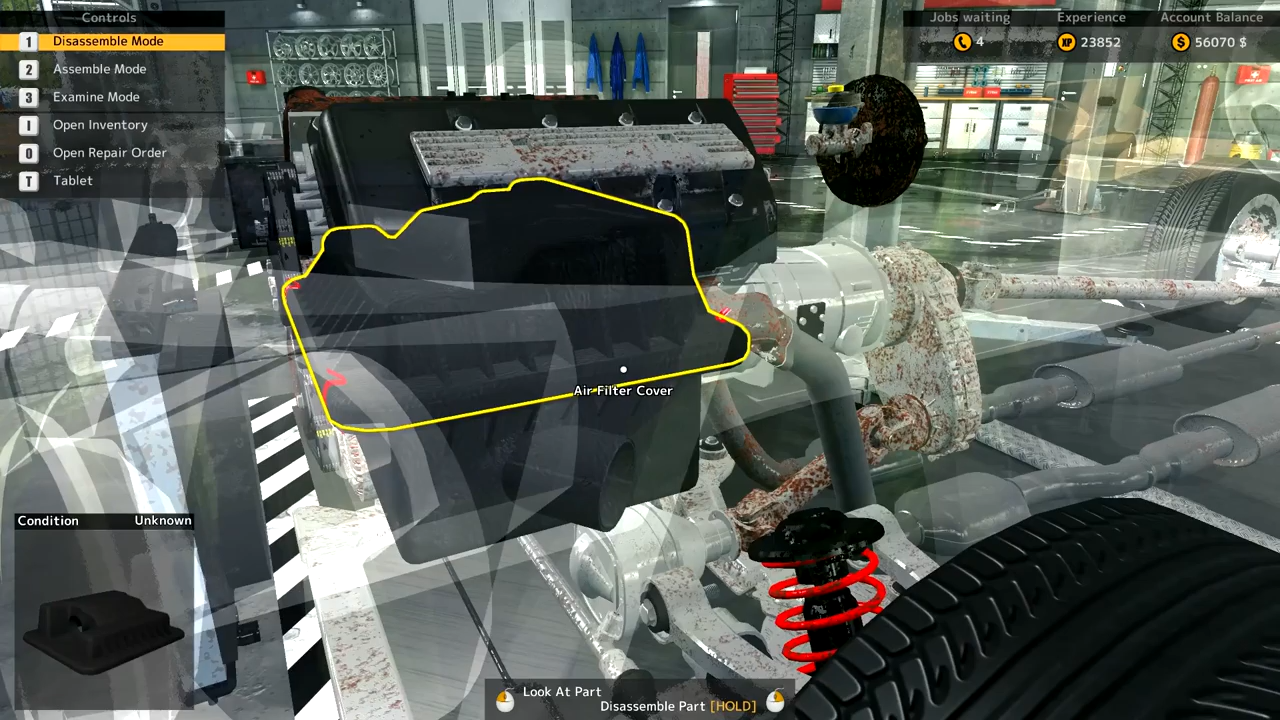 Controls
1 Disassemble Mode
2 Assemble Mode
3 Examine Mode
I Open Inventory
O Open Repair Order
T Tablet
Jobs waiting Experience Account Balance
4 XP 23852 $ 56070 $
Air Filter Cover
Condition Unknown
Look At Part
Disassemble Part [HOLD]